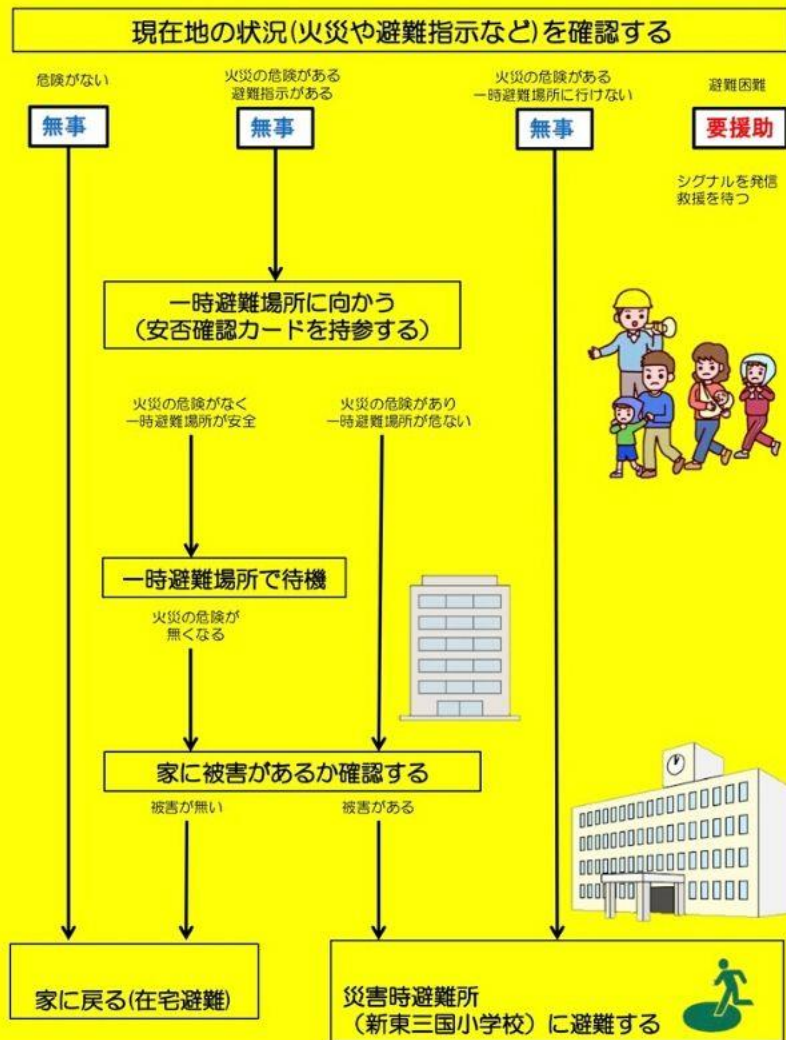 現在地の状況(火災や避難指示など)を確認する
危険がない
無事
火災の危険がある
避難指示がある
無事
火災の危険がある
一時避難場所に行けない
無事
避難困難
要援助
シグナルを発信
救援を待つ
一時避難場所に向かう
(安否確認カードを持参する)
火災の危険がなく
一時避難場所が安全
火災の危険があり
一時避難場所が危ない
一時避難場所で待機
火災の危険が
無くなる
家に被害があるか確認する
被害が無い
被害がある
家に戻る(在宅避難)
災害時避難所
(新東三国小学校)に避難する